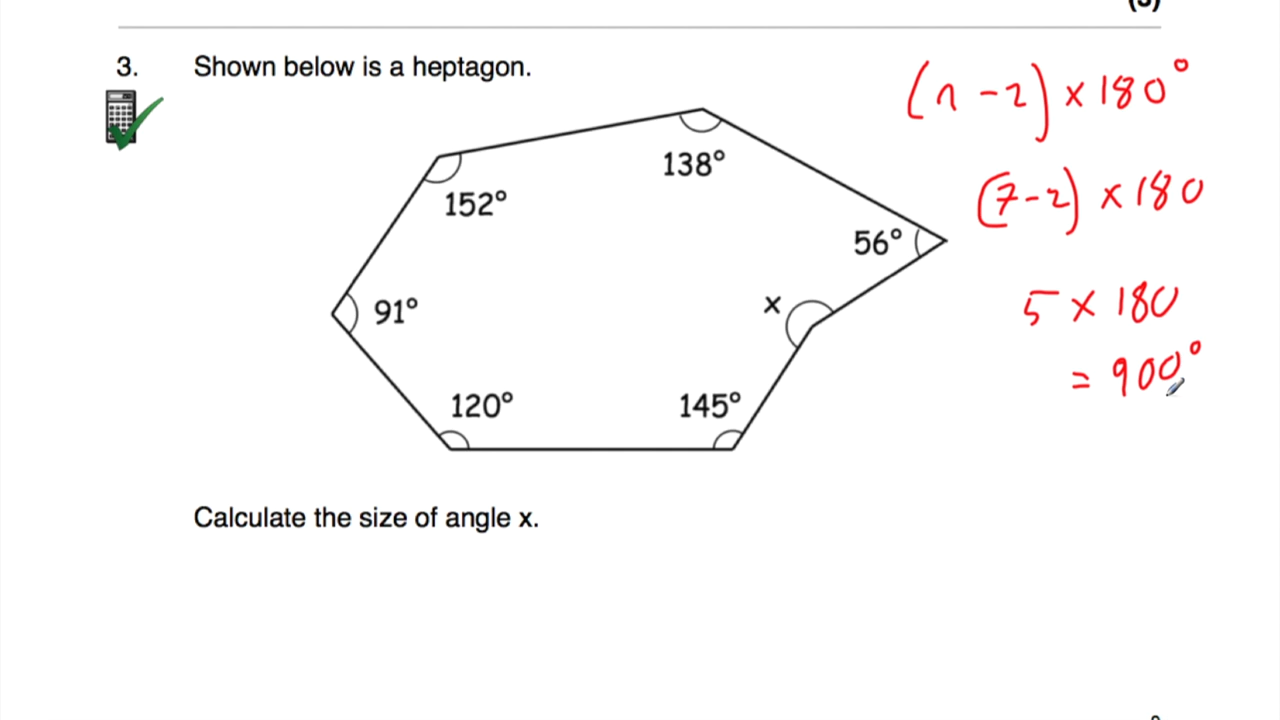 (3)
3. Shown below is a heptagon.
(n-2) × 180°
138°
152°
(7-2) × 180
56°
91°
x
5 × 180
= 900°
120°
145°
Calculate the size of angle x.